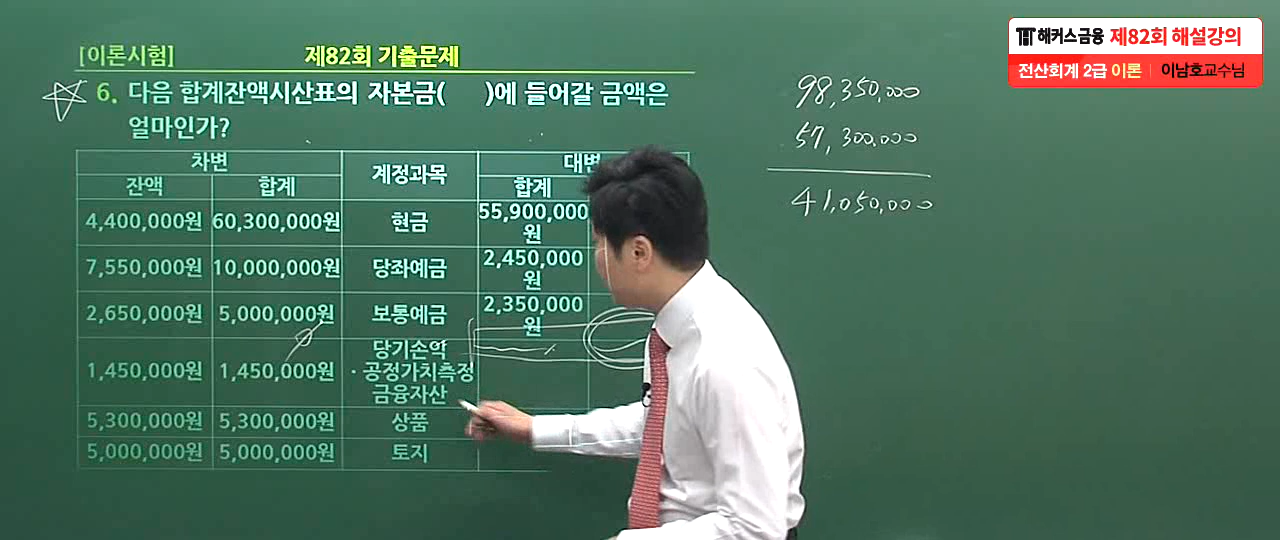 [이론시험] 제82회 기출문제
6. 다음 합계잔액시산표의 자본금( )에 들어갈 금액은
얼마인가?
차변 계정과목 대변
잔액 합계 합계
4,400,000원 60,300,000원 현금 55,900,000원
7,550,000원 10,000,000원 당좌예금 2,450,000원
2,650,000원 5,000,000원 보통예금 2,350,000원
당기손익
1,450,000원 1,450,000원 · 공정가치측정
금융자산
5,300,000원 5,300,000원 상품
5,000,000원 5,000,000원 토지
98,350,000
57,300,000
41,050,000
해커스금융 제82회 해설강의
전산회계 2급 이론 | 이남호교수님